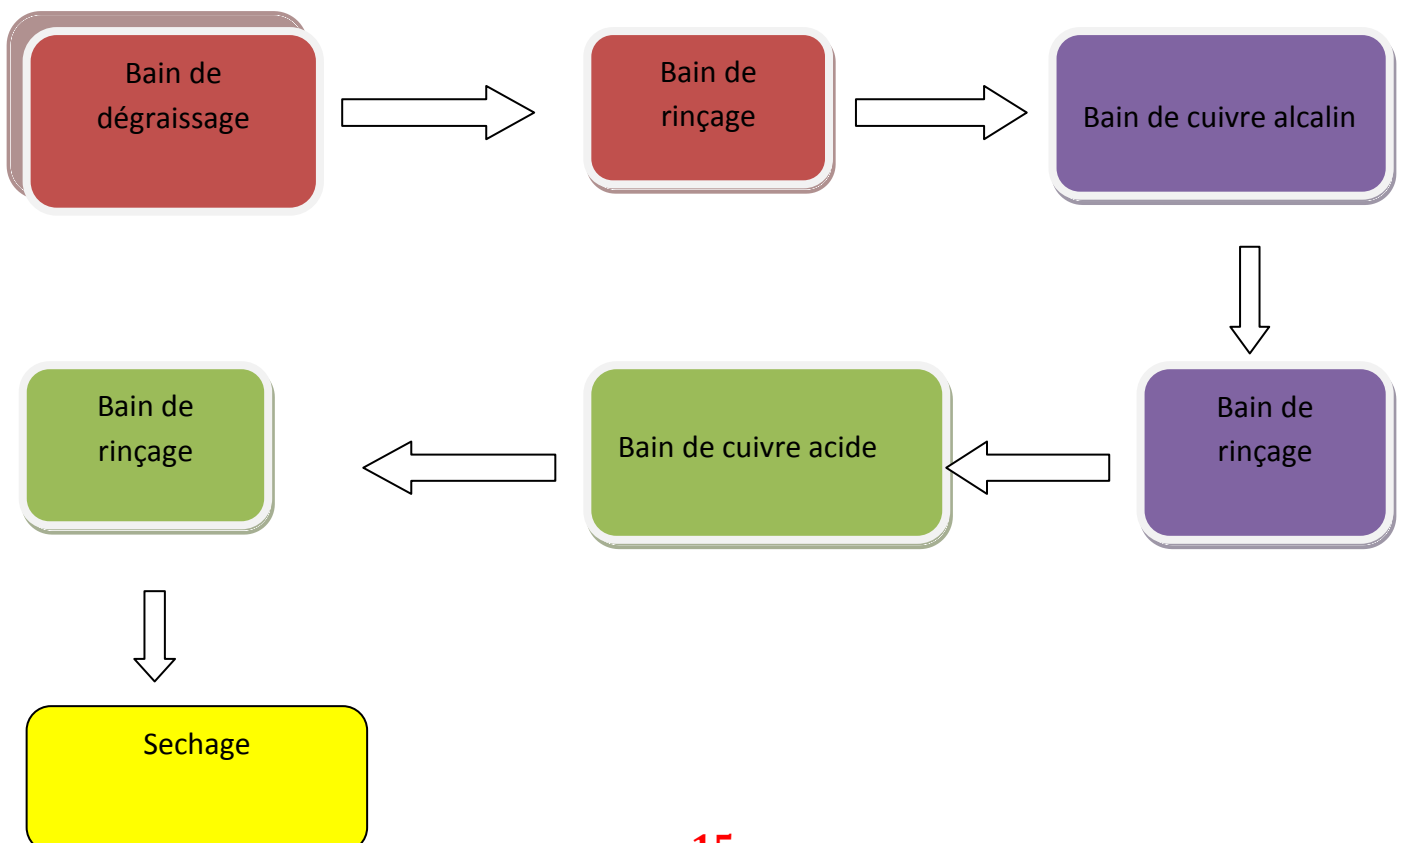 Bain de
dégraissage
Bain de
rinçage
Bain de cuivre alcalin
Bain de
rinçage
Bain de cuivre acide
Bain de
rinçage
Sechage
15